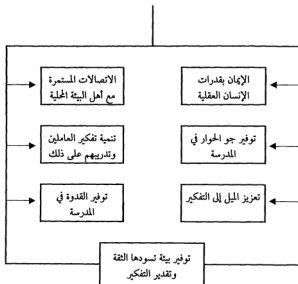 الإيمان بقدرات
الإنسان العقلية
الاتصالات المستمرة
مع أهل البيئة المحلية
توفير جو الحوار في
المدرسة
تنمية تفكير العاملين
وتدريبهم على ذلك
تعزيز الميل إلى التفكير
توفير القدوة في
المدرسة
توفير بيئة تسودها الثقة
وتقدير التفكير